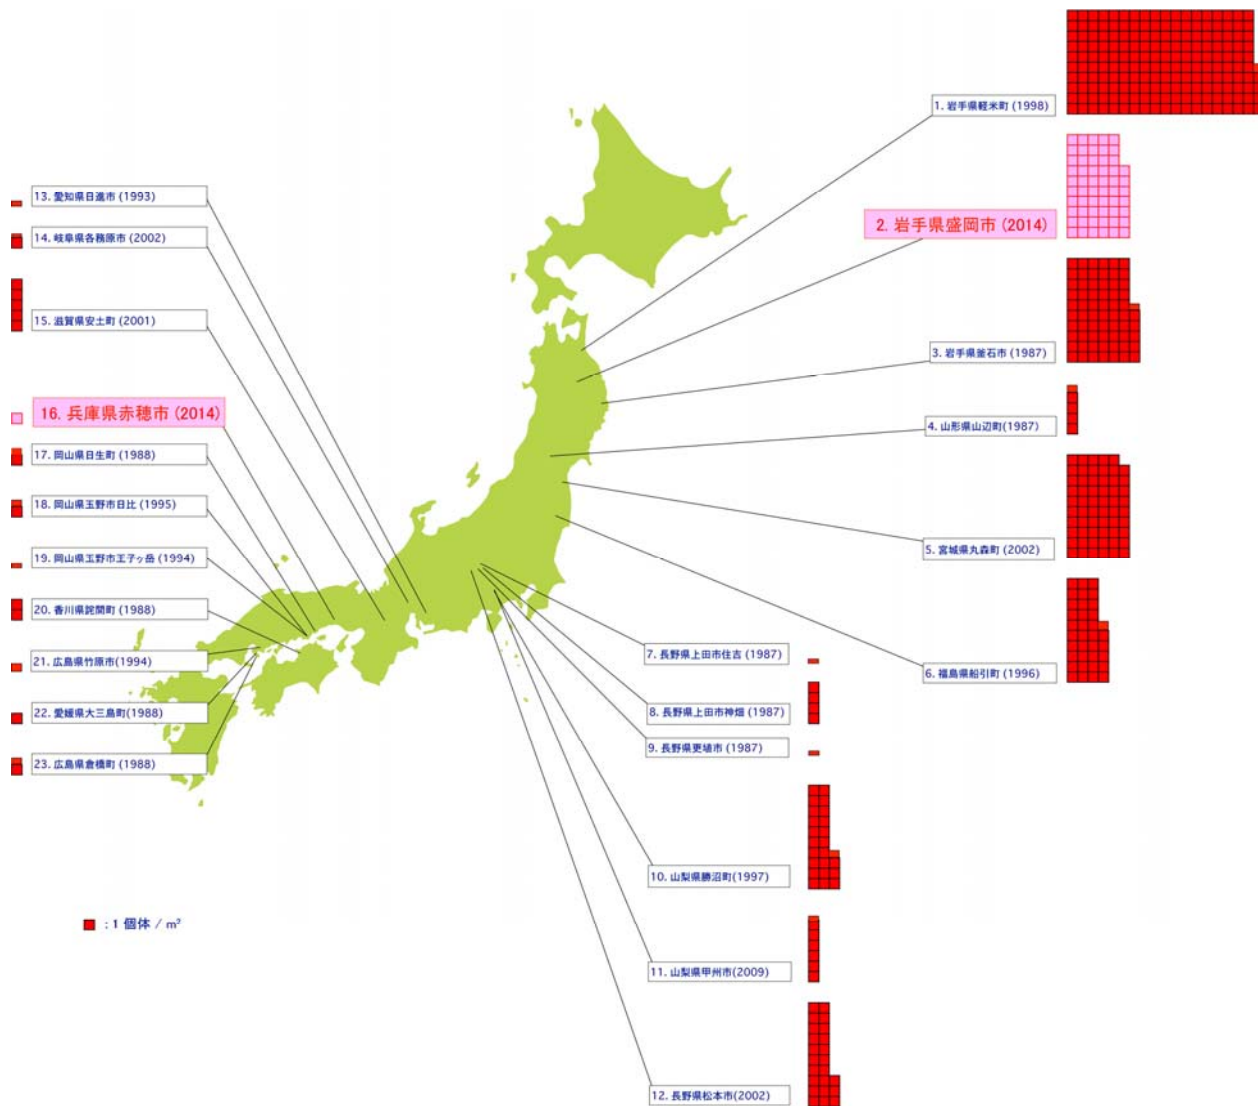 1. 岩手県軽米町 (1998)
2. 岩手県盛岡市 (2014)
3. 岩手県釜石市 (1987)
4. 山形県山辺町(1987)
5. 宮城県丸森町 (2002)
6. 福島県船引町 (1996)
7. 長野県上田市住吉 (1987)
8. 長野県上田市神畑 (1987)
9. 長野県更埴市 (1987)
10. 山梨県勝沼町(1997)
11. 山梨県甲州市(2009)
12. 長野県松本市(2002)
13. 愛知県日進市 (1993)
14. 岐阜県各務原市 (2002)
15. 滋賀県安土町 (2001)
16. 兵庫県赤穂市 (2014)
17. 岡山県日生町 (1988)
18. 岡山県玉野市日比 (1995)
19. 岡山県玉野市王子ヶ岳 (1994)
20. 香川県詫間町 (1988)
21. 広島県竹原市(1994)
22. 愛媛県大三島町(1988)
23. 広島県倉橋町 (1988)
: 1 個体 / m²